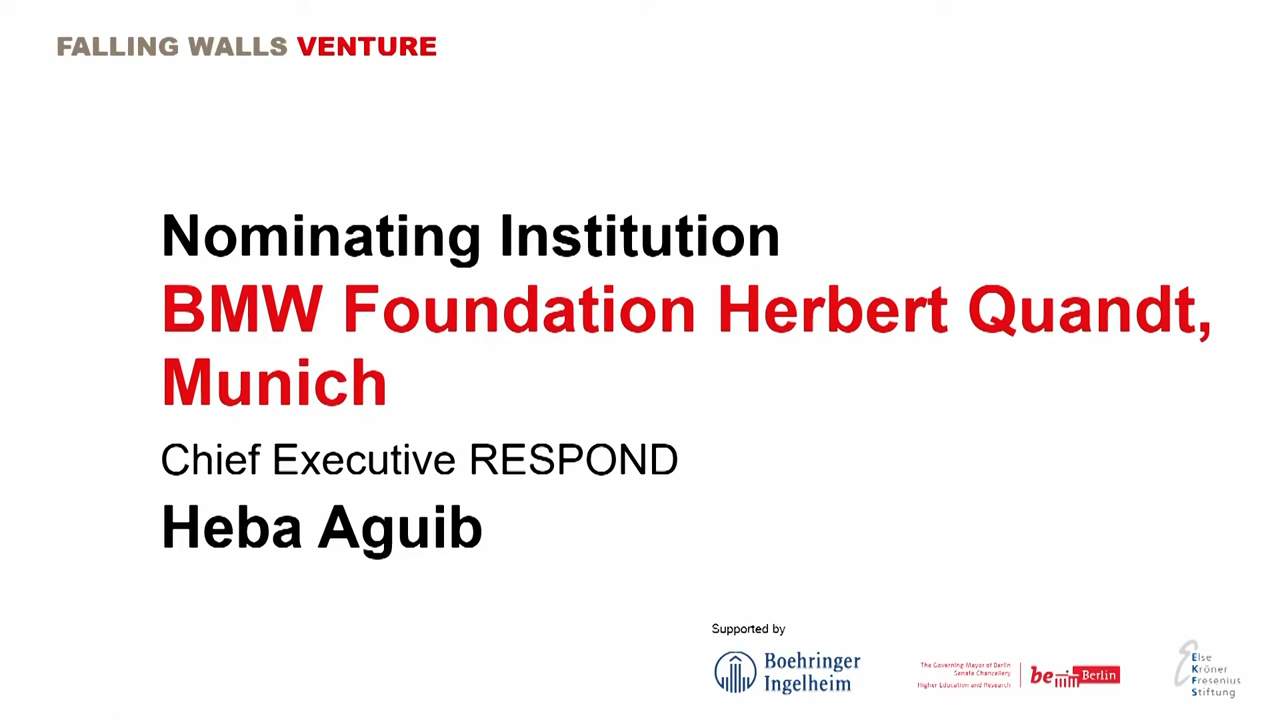 FALLING WALLS VENTURE
Nominating Institution
BMW Foundation Herbert Quandt,
Munich
Chief Executive RESPOND
Heba Aguib
Supported by
Boehringer
Ingelheim
The Governing Mayor of Berlin
Senate Chancellery
Higher Education and Research
be Berlin
Else
Kröner
Fresenius
Stiftung